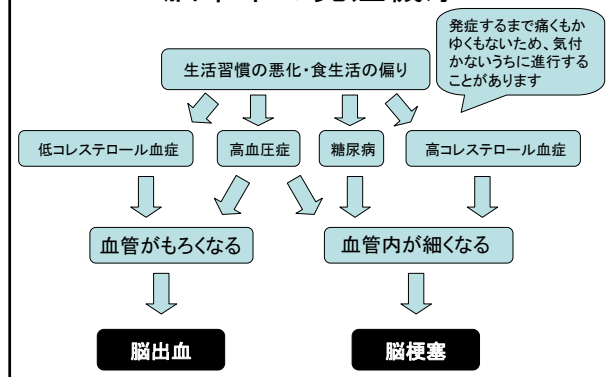 発症するまで痛くもか
ゆくもないため、気付
かないうちに進行する
ことがあります
生活習慣の悪化・食生活の偏り
低コレステロール血症
高血圧症
糖尿病
高コレステロール血症
血管がもろくなる
血管内が細くなる
脳出血
脳梗塞